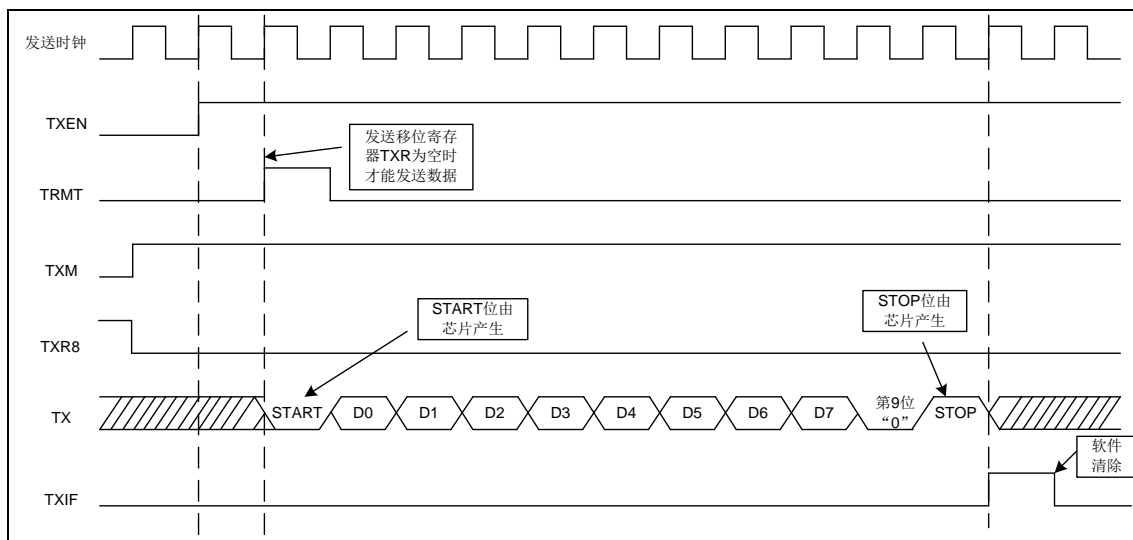 发送时钟
TXEN
发送移位寄存
器TXR为空时
才能发送数据
TRMT
TXM
START位由
芯片产生
STOP位由
芯片产生
TXR8
TX
START
D0
D1
D2
D3
D4
D5
D6
D7
第9位
“0”
STOP
软件
清除
TXIF